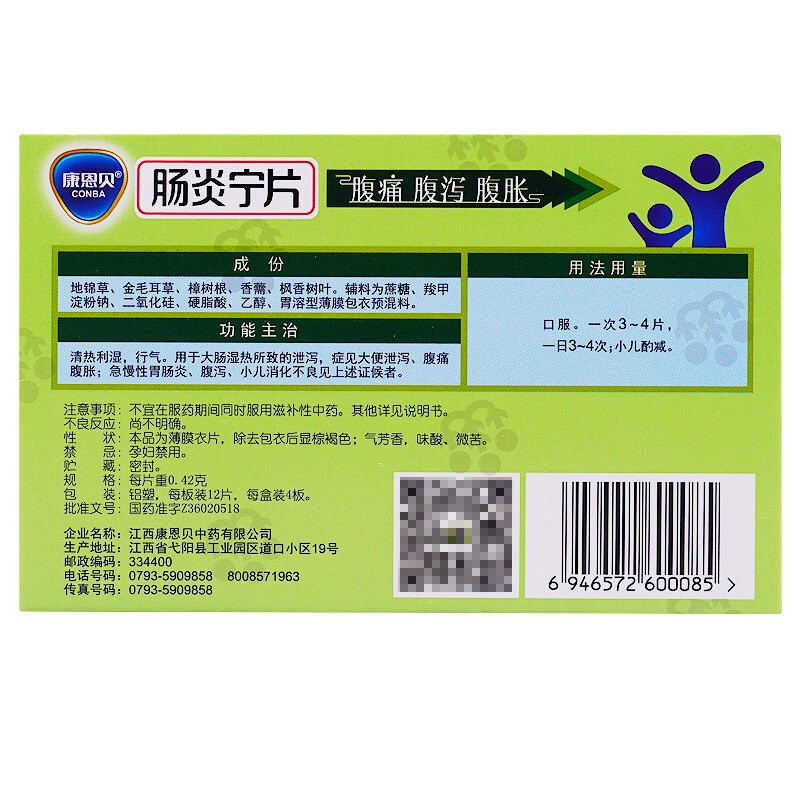 康恩贝®
CONBA
肠炎宁片
腹痛 腹泻 腹胀
成 份
地锦草、金毛耳草、樟树根、香薷、枫香树叶。辅料为蔗糖、羧甲
淀粉钠、二氧化硅、硬脂酸、乙醇、胃溶型薄膜包衣预混料。
功能主治
清热利湿，行气。用于大肠湿热所致的泄泻，症见大便泄泻、腹痛
腹胀；急慢性胃肠炎、腹泻、小儿消化不良见上述证候者。
用法用量
口服。一次3~4片，
一日3~4次；小儿酌减。
注意事项：不宜在服药期间同时服用滋补性中药。其他详见说明书。
不良反应：尚不明确。
性 状：本品为薄膜衣片，除去包衣后显棕褐色；气芳香，味酸、微苦。
禁 忌：孕妇禁用。
贮 藏：密封。
规 格：每片重0.42克
包 装：铝塑，每板装12片，每盒装4板。
批准文号：国药准字Z36020518
企业名称：江西康恩贝中药有限公司
生产地址：江西省弋阳县工业园区道口小区19号
邮政编码：334400
电话号码：0793-5909858 8008571963
传真号码：0793-5909858
6 946572 600085 >